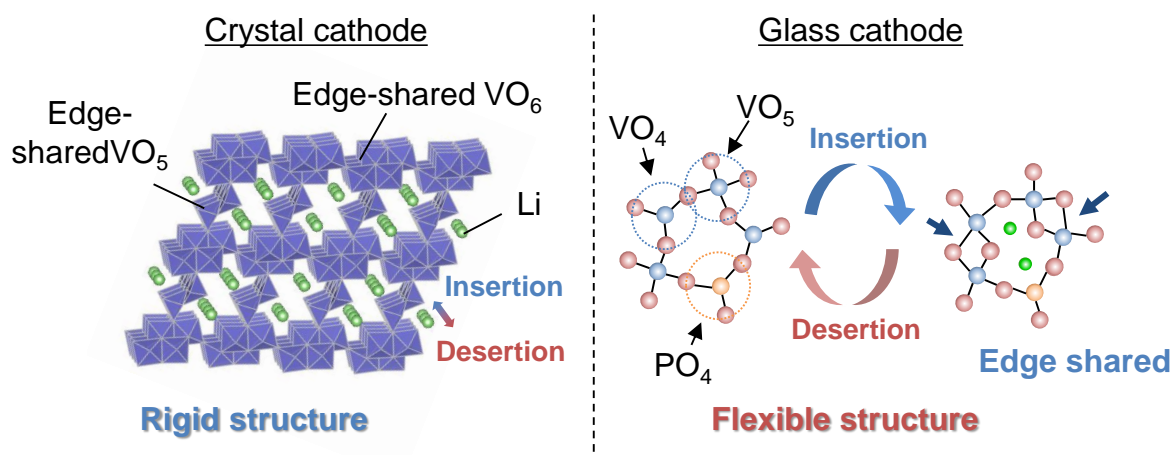 Crystal cathode
Edge-
sharedVO5
Edge-shared VO6
Li
Insertion
Desertion
Rigid structure
Glass cathode
VO4
VO5
Insertion
Desertion
PO4
Edge shared
Flexible structure